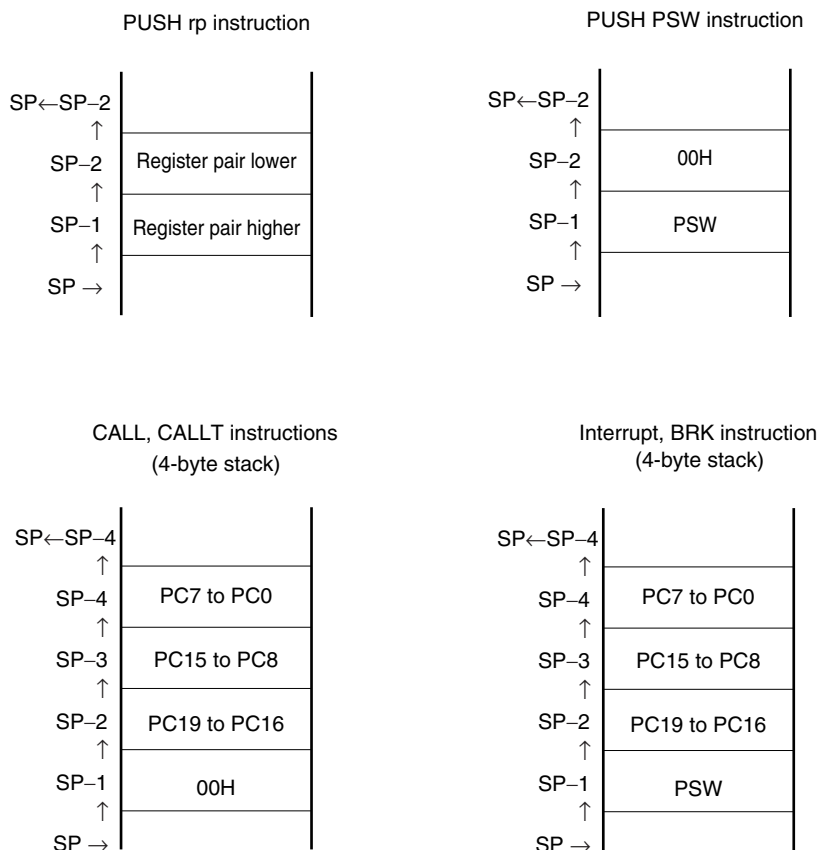 PUSH rp instruction
SP←SP–2
↑
SP–2 Register pair lower
↑
SP–1 Register pair higher
↑
SP →
PUSH PSW instruction
SP←SP–2
↑
SP–2 00H
↑
SP–1 PSW
↑
SP →
CALL, CALLT instructions
(4-byte stack)
SP←SP–4
↑
SP–4 PC7 to PC0
↑
SP–3 PC15 to PC8
↑
SP–2 PC19 to PC16
↑
SP–1 00H
↑
SP →
Interrupt, BRK instruction
(4-byte stack)
SP←SP–4
↑
SP–4 PC7 to PC0
↑
SP–3 PC15 to PC8
↑
SP–2 PC19 to PC16
↑
SP–1 PSW
↑
SP →